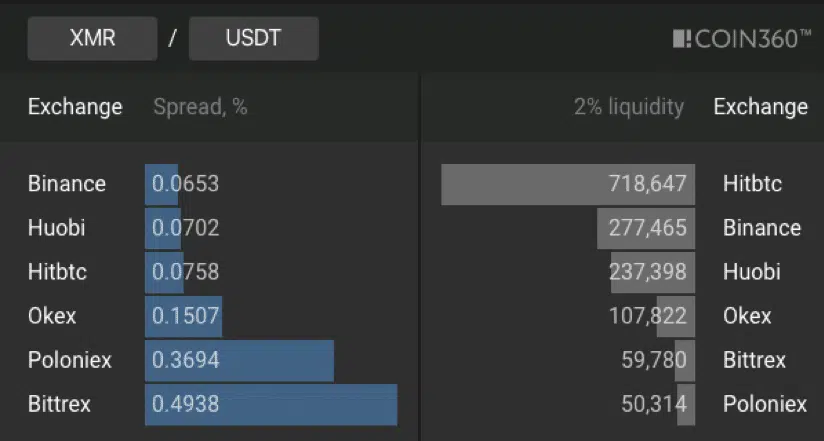 XMR / USDT COIN360™
Exchange Spread, % 2% liquidity Exchange
Binance 0.0653 718,647 Hitbtc
Huobi 0.0702 277,465 Binance
Hitbtc 0.0758 237,398 Huobi
Okex 0.1507 107,822 Okex
Poloniex 0.3694 59,780 Bittrex
Bittrex 0.4938 50,314 Poloniex